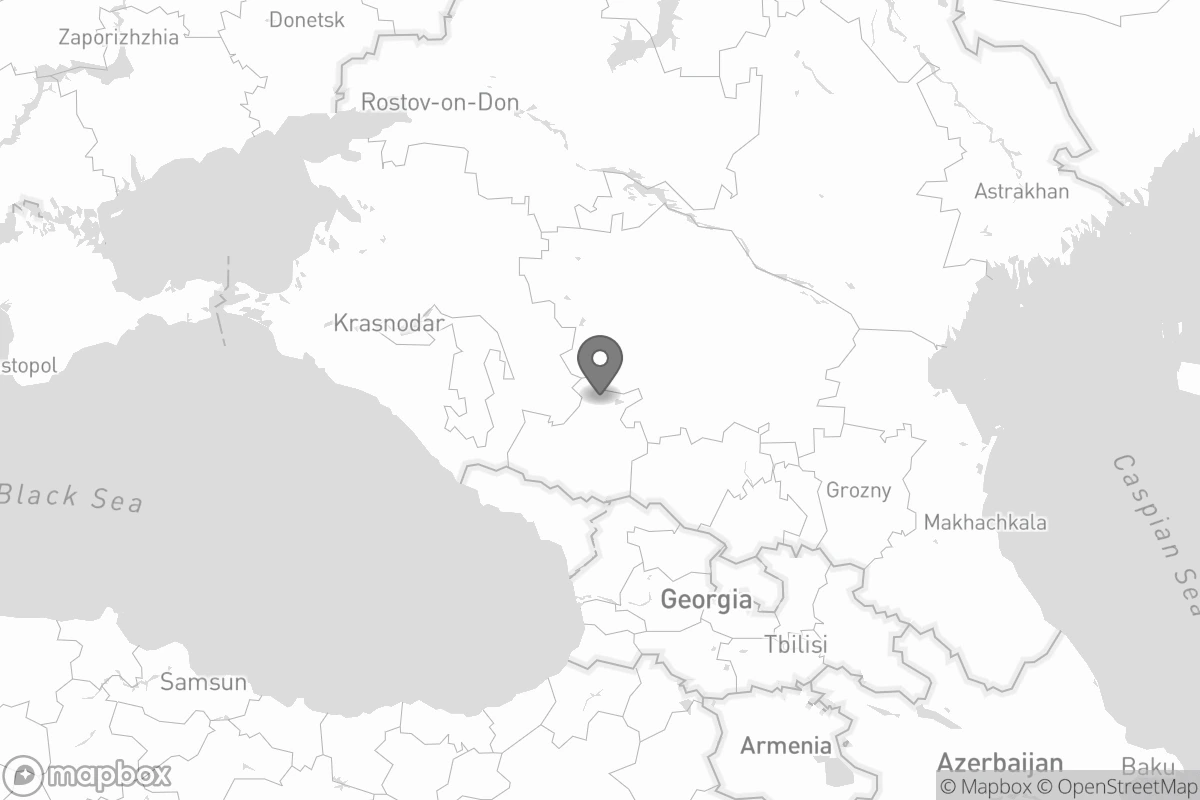 Donetsk
Zaporizhzhia
Rostov-on-Don
Astrakhan
Krasnodar
stopol
Black Sea
Grozny
Caspian Sea
Makhachkala
Georgia
Tbilisi
Samsun
Armenia
Azerbaijan
Baku
mapbox
© Mapbox © OpenStreetMap